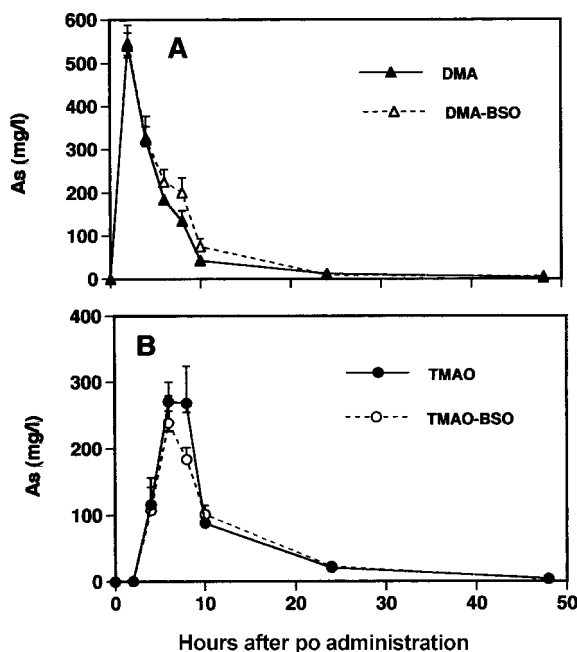 A
600
500
400
300
200
100
0
As (mg/l)
DMA
DMA-BSO
B
400
300
200
100
0
As (mg/l)
TMAO
TMAO-BSO
0 10 20 30 40 50
Hours after po administration